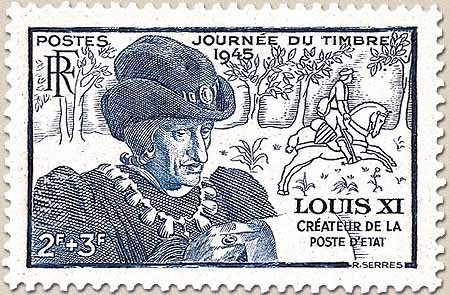 POSTES
JOURNÉE DU TIMBRE
1945
RF
LOUIS XI
CRÉATEUR DE LA
POSTE D'ETAT
2F+3F
R. SERRES